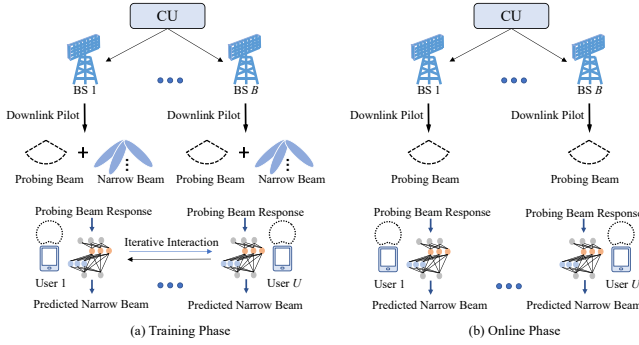 CU
BS 1
BS B
Downlink Pilot
Downlink Pilot
Probing Beam
Narrow Beam
Probing Beam
Narrow Beam
Probing Beam Response
Probing Beam Response
Iterative Interaction
User 1
User U
Predicted Narrow Beam
Predicted Narrow Beam
(a) Training Phase
CU
BS 1
BS B
Downlink Pilot
Downlink Pilot
Probing Beam
Probing Beam
Probing Beam Response
Probing Beam Response
User 1
User U
Predicted Narrow Beam
Predicted Narrow Beam
(b) Online Phase